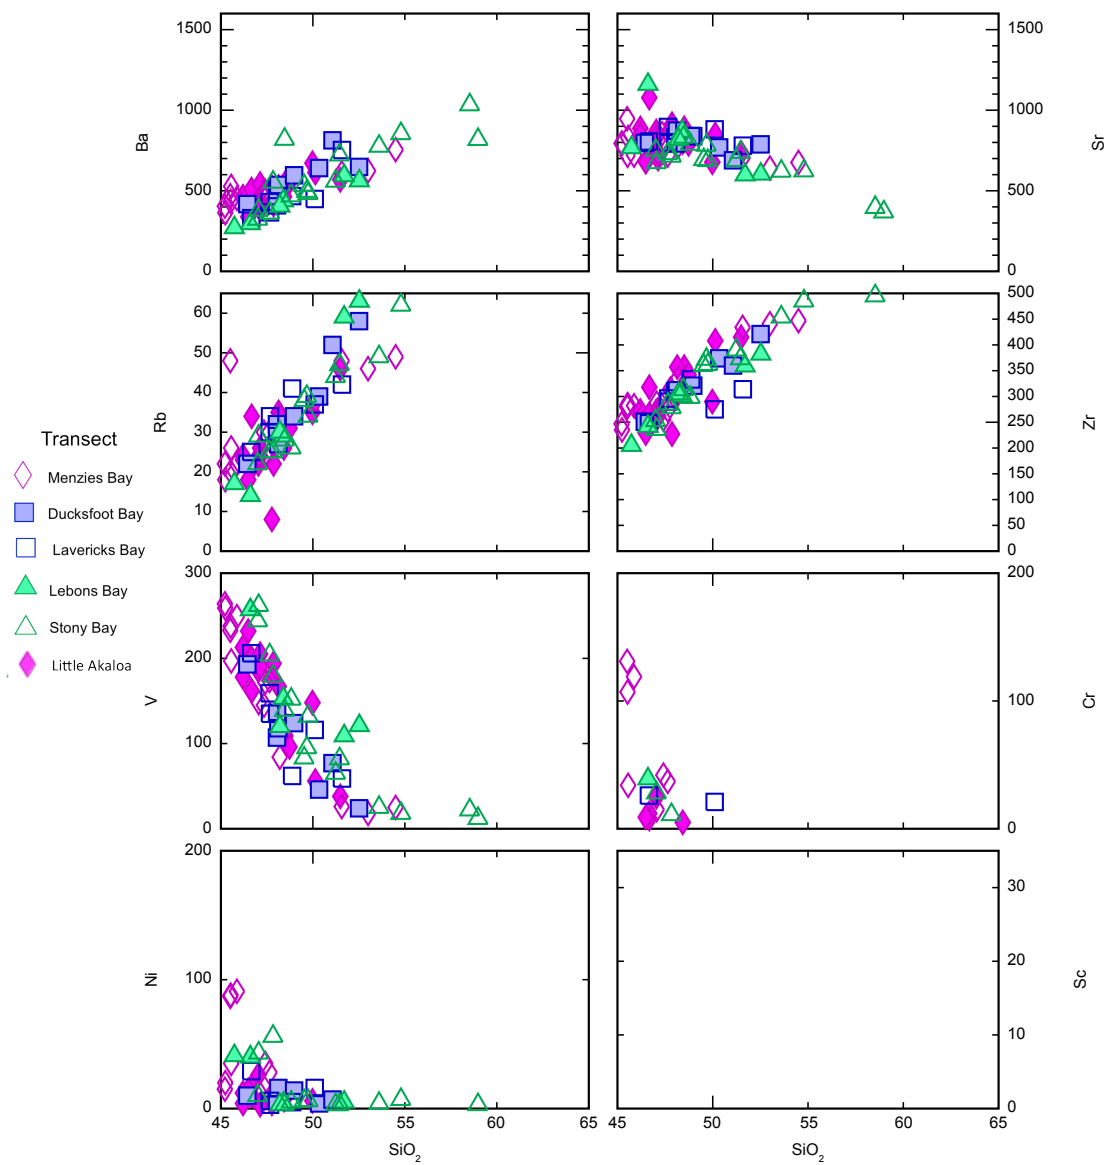 1500
1000
500
0
Ba
1500
1000
500
0
Sr
60
50
40
30
20
10
0
Rb
500
450
400
350
300
250
200
150
100
50
0
Zr
Transect
Menzies Bay
Ducksfoot Bay
Lavericks Bay
Lebons Bay
Stony Bay
Little Akaloa
300
200
100
0
V
200
100
0
Cr
200
100
0
Ni
30
20
10
0
Sc
45 50 55 60 65
SiO2
45 50 55 60 65
SiO2